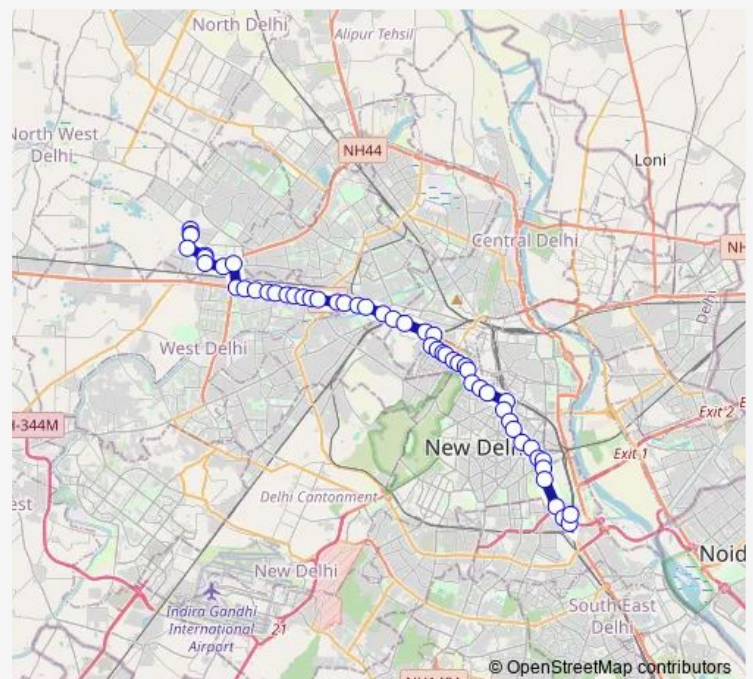 North Delhi
Alipur Tehsil
North West
Delhi
NH44
Loni
Central Delhi
NH
West Delhi
Delhi
-344M
Exit 2
New Delh
Exit 1
est
Delhi Cantonment
New Delhi
Noid
Indira Gandhi
International
Airport
21
South East
Delhi
© OpenStreetMap contributors